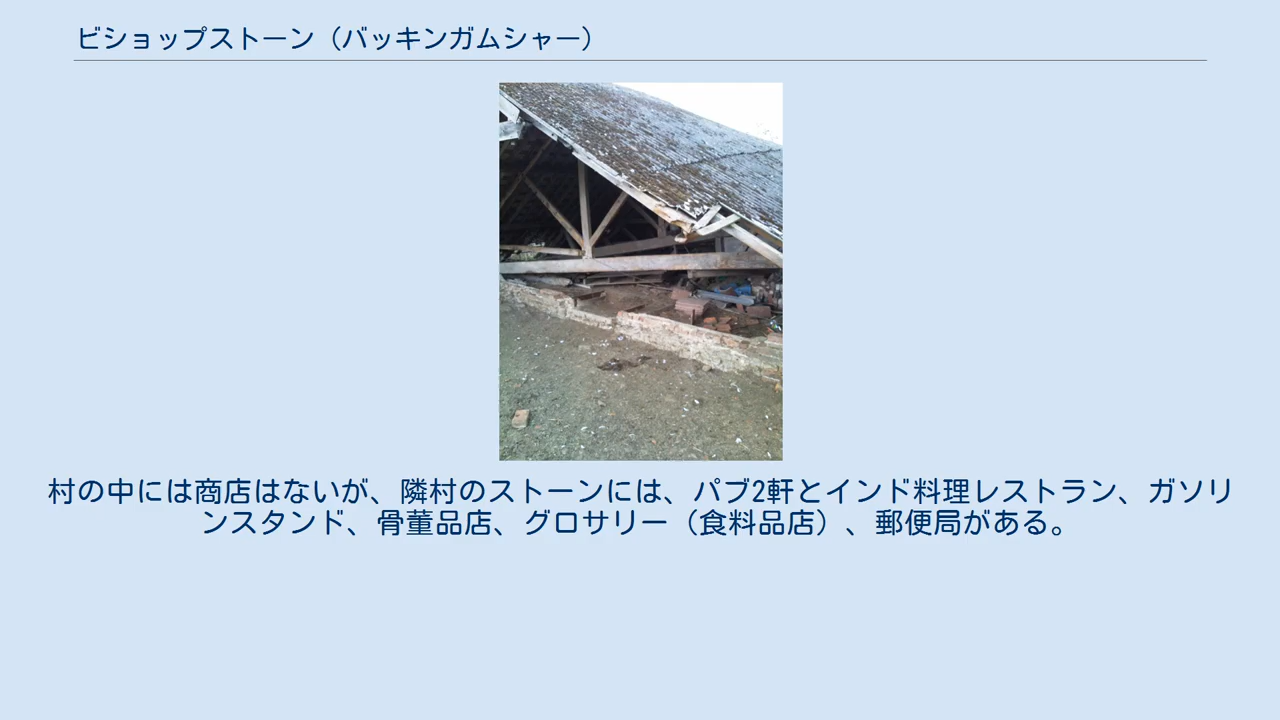 ビショップストーン（バッキンガムシャー）
村の中には商店はないが、隣村のストーンには、パブ2軒とインド料理レストラン、ガソリ
ンスタンド、骨董品店、グロサリー（食料品店）、郵便局がある。